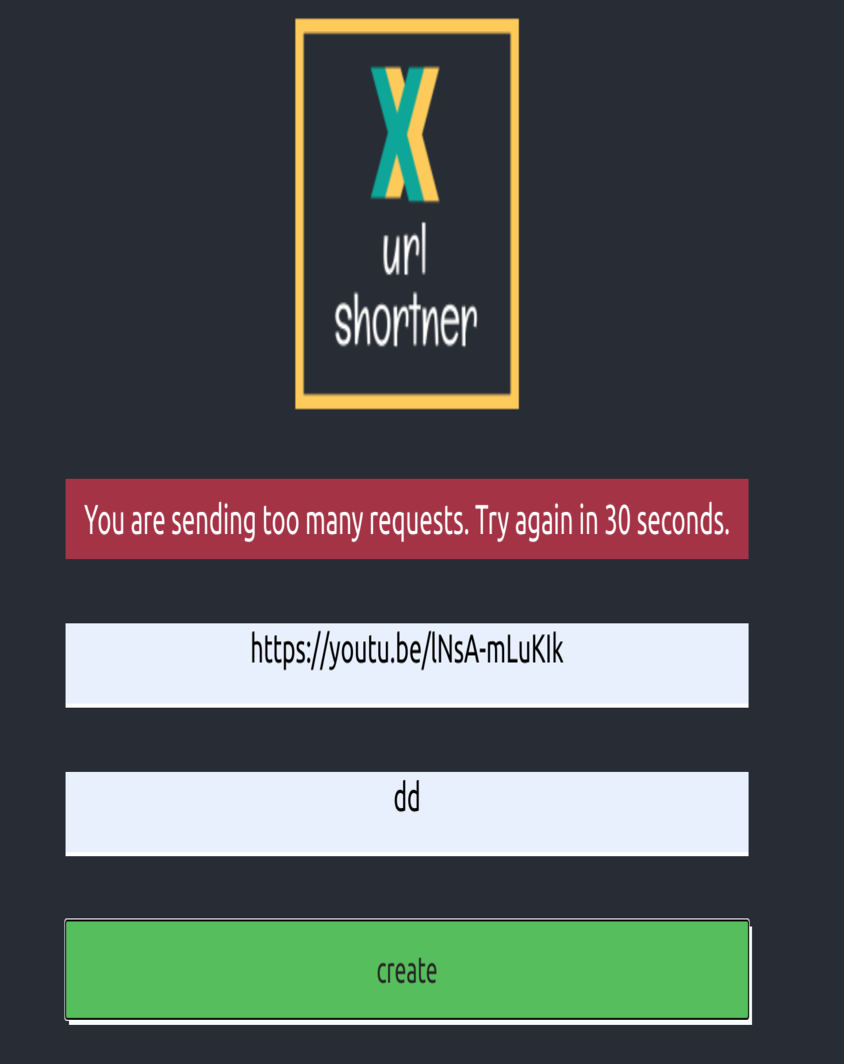 X
url
shortner
You are sending too many requests. Try again in 30 seconds.
https://youtu.be/lNsA-mLuKIk
dd
create